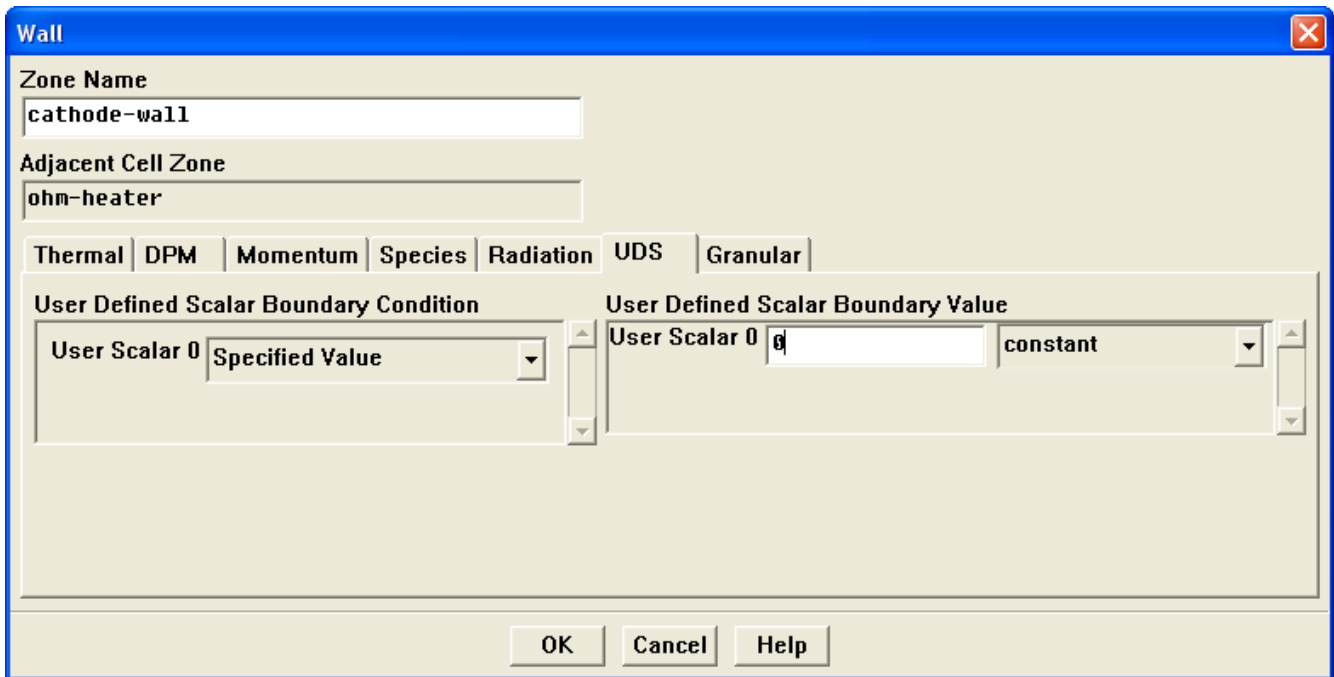 Wall
Zone Name
cathode-wall
Adjacent Cell Zone
ohm-heater
Thermal DPM Momentum Species Radiation UDS Granular
User Defined Scalar Boundary Condition User Defined Scalar Boundary Value
User Scalar 0 Specified Value User Scalar 0 0 constant
OK Cancel Help